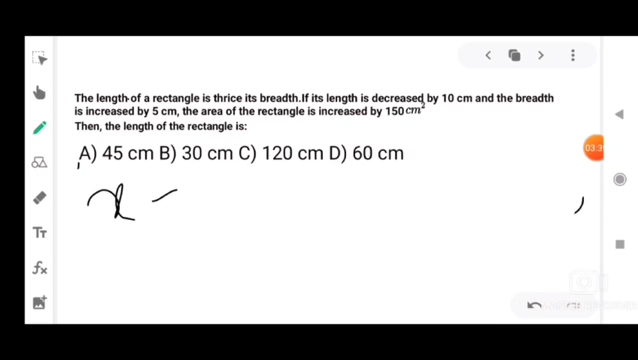 The length of a rectangle is thrice its breadth.If its length is decreased by 10 cm and the breadth
is increased by 5 cm, the area of the rectangle is increased by 150 cm²
Then, the length of the rectangle is:
A) 45 cm B) 30 cm C) 120 cm D) 60 cm
x -
TT
fx